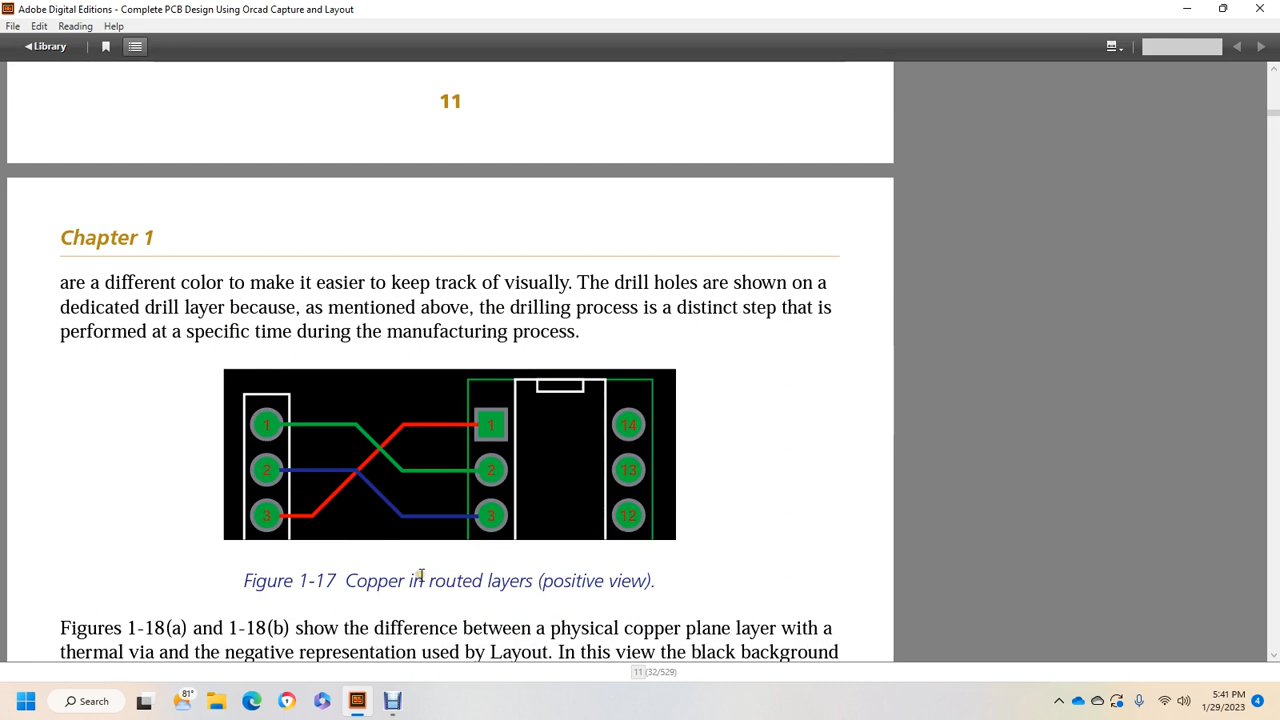 Adobe Digital Editions - Complete PCB Design Using Orcad Capture and Layout
File Edit Reading Help
Library
11
Chapter 1
are a different color to make it easier to keep track of visually. The drill holes are shown on a
dedicated drill layer because, as mentioned above, the drilling process is a distinct step that is
performed at a specific time during the manufacturing process.
1 1 14
2 2 13
3 3 12
Figure 1-17 Copper in routed layers (positive view).
Figures 1-18(a) and 1-18(b) show the difference between a physical copper plane layer with a
thermal via and the negative representation used by Layout. In this view the black background
11 (32/529)
81°
Search
5:41 PM
1/29/2023
4